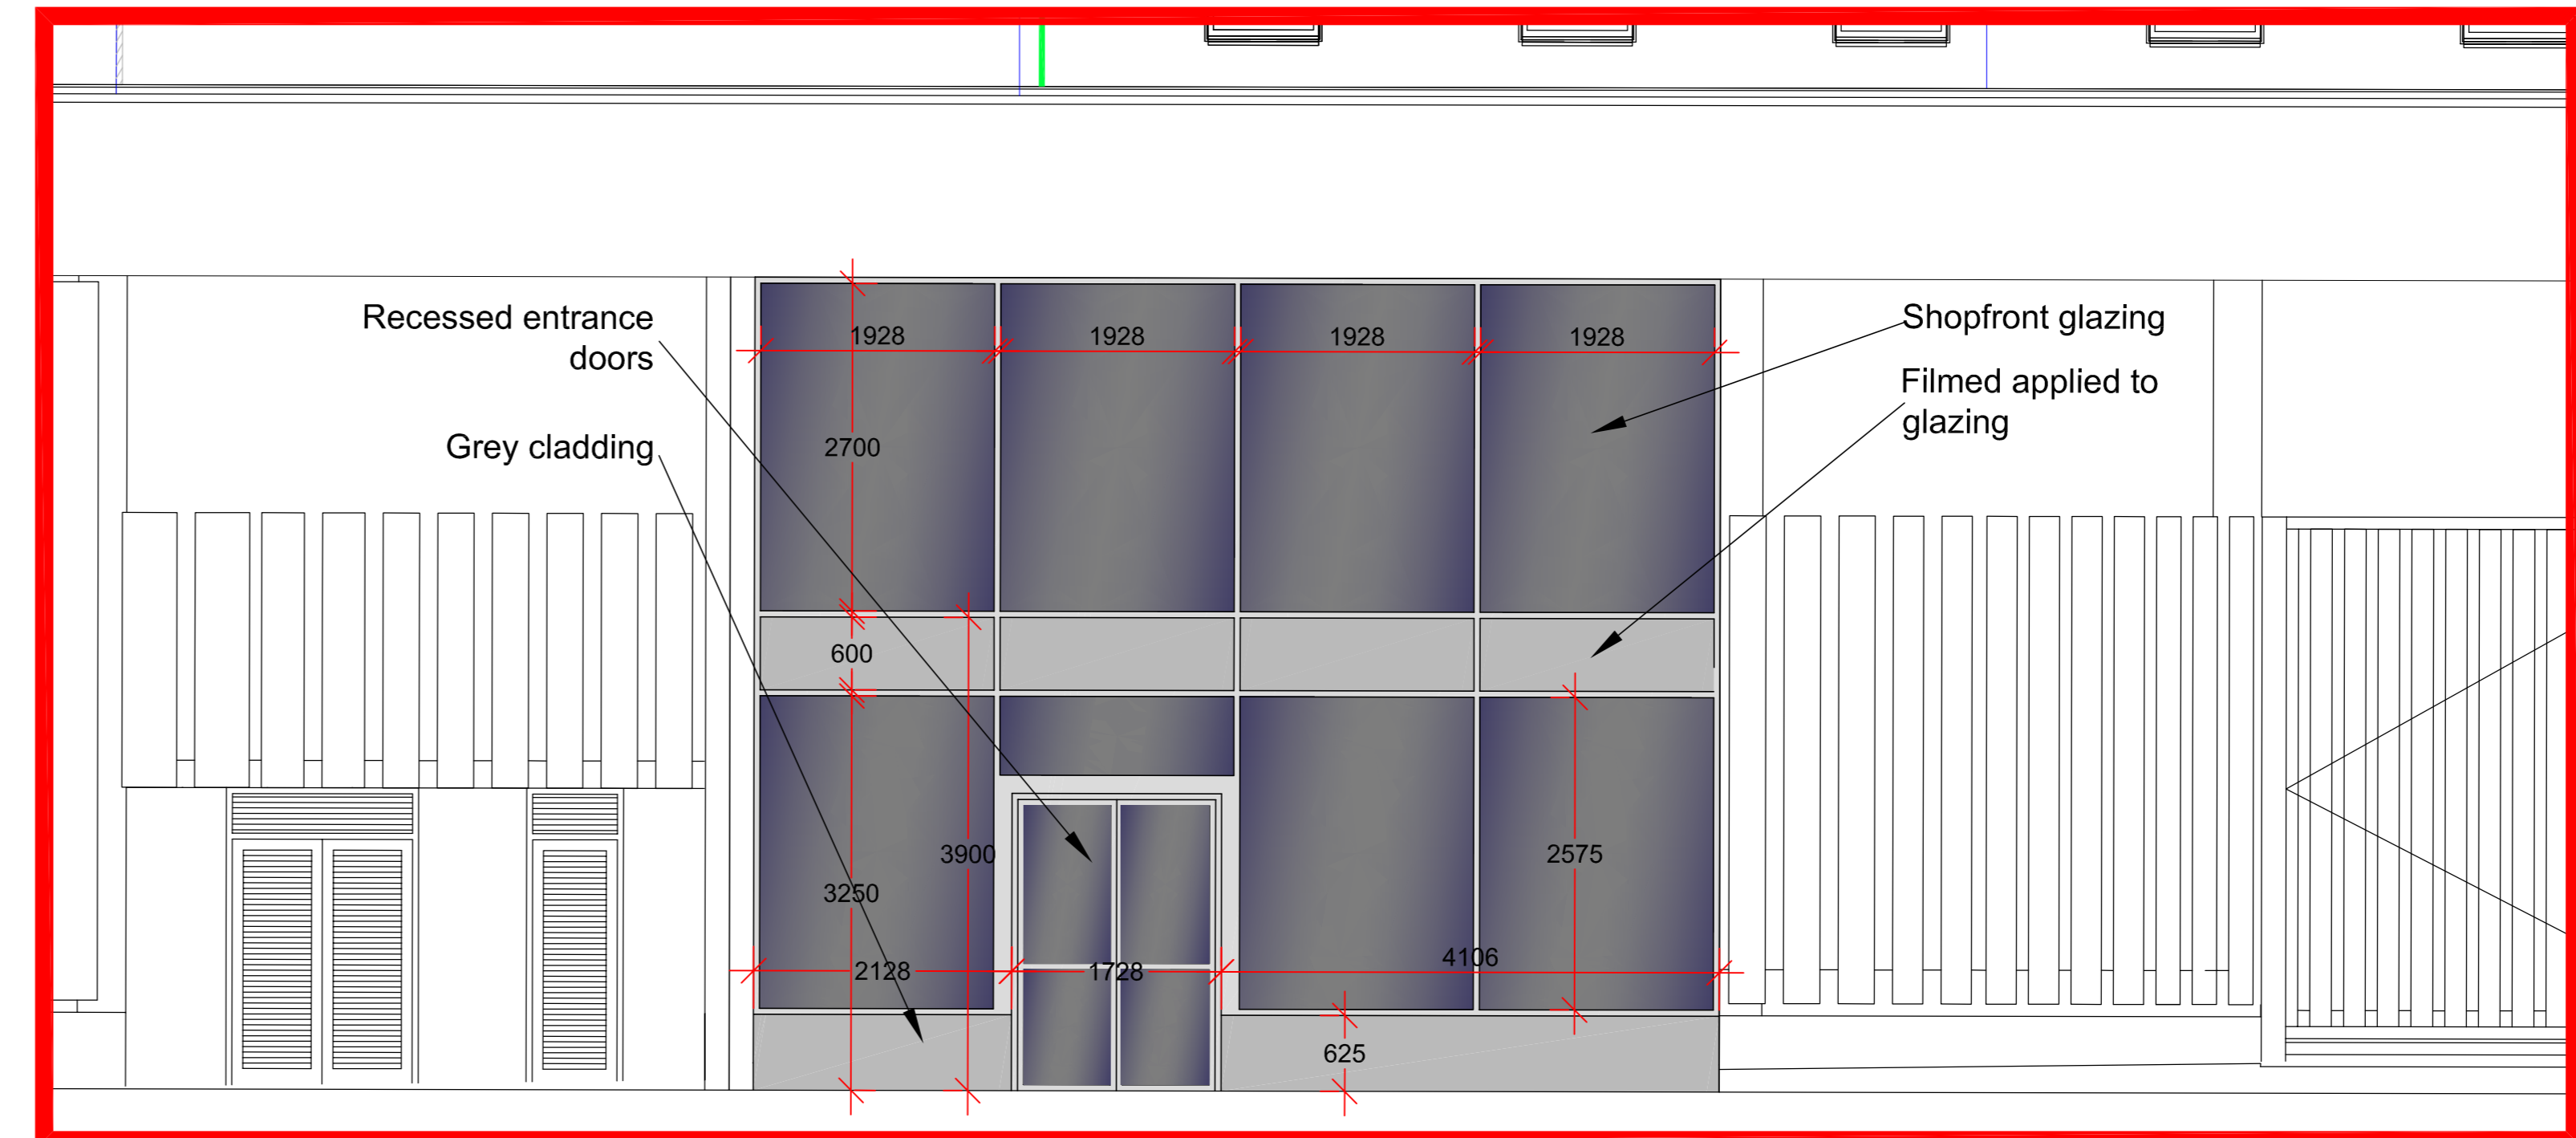 Recessed entrance
doors
Grey cladding
Shopfront glazing
Filmed applied to
glazing
1928
1928
1928
1928
2700
600
3900
2575
3250
4106
2128
1728
625